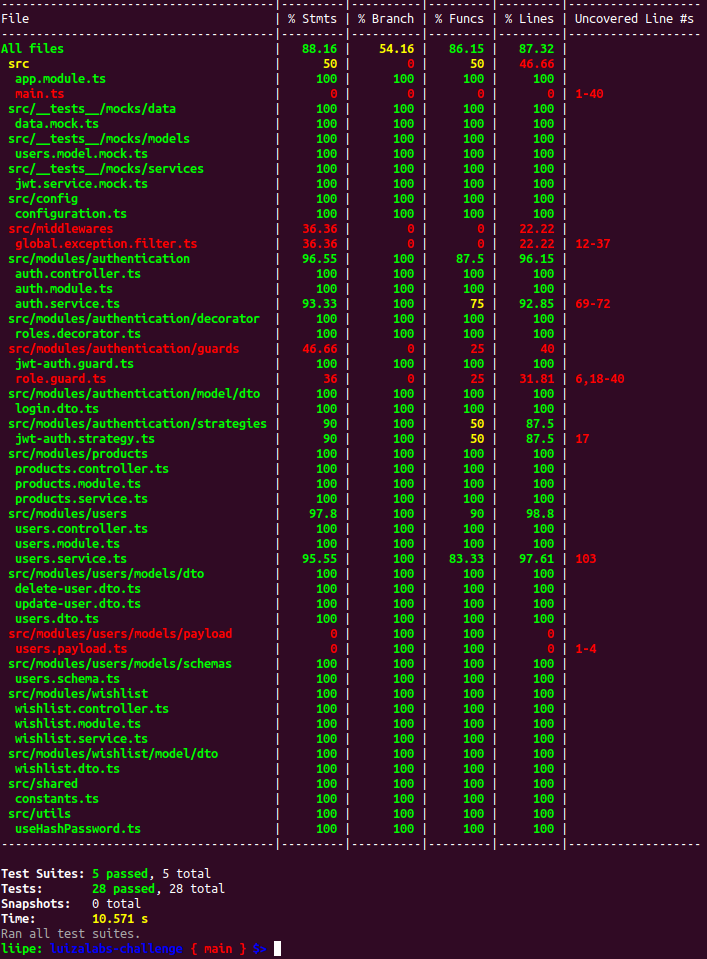 -----------------------------------|---------|----------|---------|---------|-------------------
File                               | % Stmts | % Branch | % Funcs | % Lines | Uncovered Line #s
-----------------------------------|---------|----------|---------|---------|-------------------
All files                          |   88.16 |    54.16 |   86.15 |   87.32 |
 src                               |      50 |        0 |      50 |   46.66 |
  app.module.ts                    |     100 |      100 |     100 |     100 |
  main.ts                          |       0 |        0 |       0 |       0 | 1-40
 src/__tests__/mocks/data          |     100 |      100 |     100 |     100 |
  data.mock.ts                     |     100 |      100 |     100 |     100 |
 src/__tests__/mocks/models        |     100 |      100 |     100 |     100 |
  users.model.mock.ts              |     100 |      100 |     100 |     100 |
 src/__tests__/mocks/services      |     100 |      100 |     100 |     100 |
  jwt.service.mock.ts              |     100 |      100 |     100 |     100 |
 src/config                        |     100 |      100 |     100 |     100 |
  configuration.ts                 |     100 |      100 |     100 |     100 |
 src/middlewares                   |   36.36 |        0 |       0 |   22.22 |
  global.exception.filter.ts       |   36.36 |        0 |       0 |   22.22 | 12-37
 src/modules/authentication        |   96.55 |      100 |    87.5 |   96.15 |
  auth.controller.ts               |     100 |      100 |     100 |     100 |
  auth.module.ts                   |     100 |      100 |     100 |     100 |
  auth.service.ts                  |   93.33 |      100 |      75 |   92.85 | 69-72
 src/modules/authentication/decorator  |     100 |      100 |     100 |     100 |
  roles.decorator.ts               |     100 |      100 |     100 |     100 |
 src/modules/authentication/guards |   46.66 |        0 |      25 |      40 |
  jwt-auth.guard.ts                |     100 |      100 |     100 |     100 |
  role.guard.ts                    |      36 |        0 |      25 |   31.81 | 6,18-40
 src/modules/authentication/model/dto  |     100 |      100 |     100 |     100 |
  login.dto.ts                     |     100 |      100 |     100 |     100 |
 src/modules/authentication/strategies |      90 |      100 |      50 |    87.5 |
  jwt-auth.strategy.ts             |      90 |      100 |      50 |    87.5 | 17
 src/modules/products              |     100 |      100 |     100 |     100 |
  products.controller.ts           |     100 |      100 |     100 |     100 |
  products.module.ts               |     100 |      100 |     100 |     100 |
  products.service.ts              |     100 |      100 |     100 |     100 |
 src/modules/users                 |    97.8 |      100 |      90 |    98.8 |
  users.controller.ts              |     100 |      100 |     100 |     100 |
  users.module.ts                  |     100 |      100 |     100 |     100 |
  users.service.ts                 |   95.55 |      100 |   83.33 |   97.61 | 103
 src/modules/users/models/dto      |     100 |      100 |     100 |     100 |
  delete-user.dto.ts               |     100 |      100 |     100 |     100 |
  update-user.dto.ts               |     100 |      100 |     100 |     100 |
  users.dto.ts                     |     100 |      100 |     100 |     100 |
 src/modules/users/models/payload  |       0 |      100 |     100 |       0 |
  users.payload.ts                 |       0 |      100 |     100 |       0 | 1-4
 src/modules/users/models/schemas  |     100 |      100 |     100 |     100 |
  users.schema.ts                  |     100 |      100 |     100 |     100 |
 src/modules/wishlist              |     100 |      100 |     100 |     100 |
  wishlist.controller.ts           |     100 |      100 |     100 |     100 |
  wishlist.module.ts               |     100 |      100 |     100 |     100 |
  wishlist.service.ts              |     100 |      100 |     100 |     100 |
 src/modules/wishlist/model/dto    |     100 |      100 |     100 |     100 |
  wishlist.dto.ts                  |     100 |      100 |     100 |     100 |
 src/shared                        |     100 |      100 |     100 |     100 |
  constants.ts                     |     100 |      100 |     100 |     100 |
 src/utils                         |     100 |      100 |     100 |     100 |
  useHashPassword.ts               |     100 |      100 |     100 |     100 |
-----------------------------------|---------|----------|---------|---------|-------------------
Test Suites: 5 passed, 5 total
Tests:       28 passed, 28 total
Snapshots:   0 total
Time:        10.571 s
Ran all test suites.
liipe: luizalabs-challenge { main } $